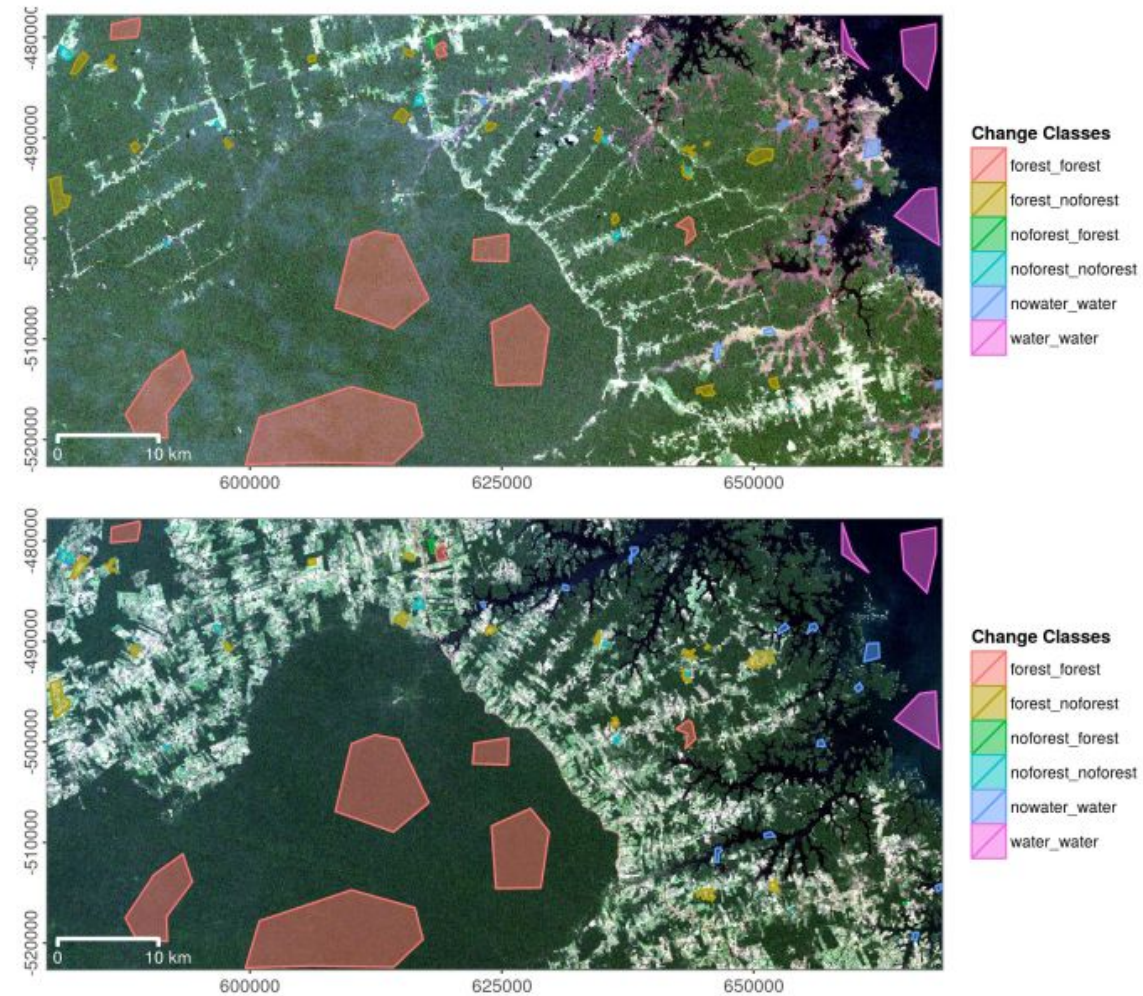 -480000
-490000
-500000
-510000
-520000
0 10 km
600000 625000 650000
Change Classes
forest_forest
forest_noforest
noforest_forest
noforest_noforest
nowater_water
water_water
-480000
-490000
-500000
-510000
-520000
0 10 km
600000 625000 650000
Change Classes
forest_forest
forest_noforest
noforest_forest
noforest_noforest
nowater_water
water_water